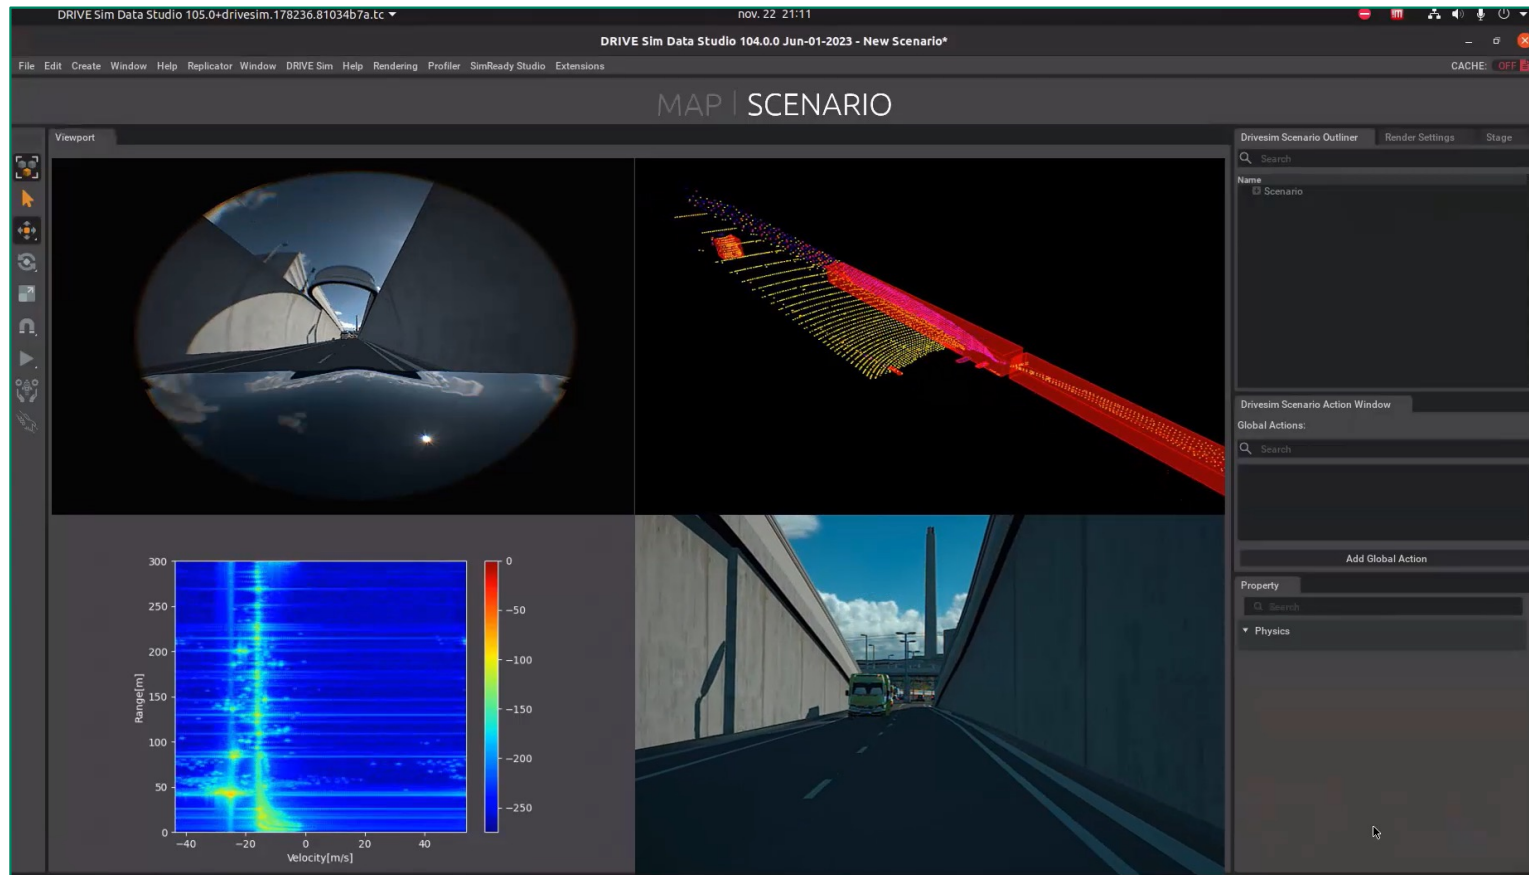 DRIVE Sim Data Studio 105.0+drivesim.178236.81034b7a.tc
nov. 22 21:11
DRIVE Sim Data Studio 104.0.0 Jun-01-2023 - New Scenario*
File Edit Create Window Help Replicator Window DRIVE Sim Help Rendering Profiler SimReady Studio Extensions
CACHE: OFF
MAP | SCENARIO
Viewport
Drivesim Scenario Outliner Render Settings Stage
Search
Name
Scenario
Drivesim Scenario Action Window
Global Actions:
Search
Add Global Action
Property
Search
Physics
300
250
200
150
100
50
0
Range[m]
-40 -20 0 20 40
Velocity[m/s]
0
-50
-100
-150
-200
-250